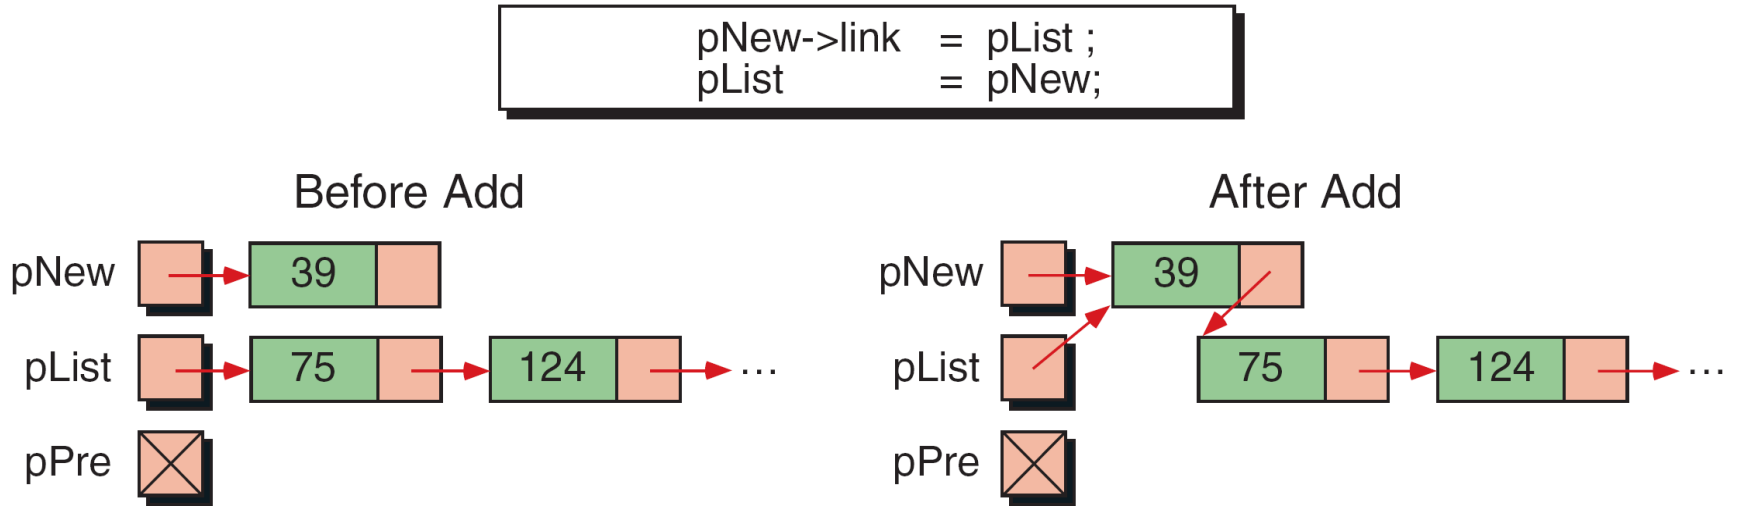 pNew->link = pList ;
pList = pNew;
Before Add
After Add
pNew 39
pList 75 124 ...
pPre
pNew 39
pList 75 124 ...
pPre